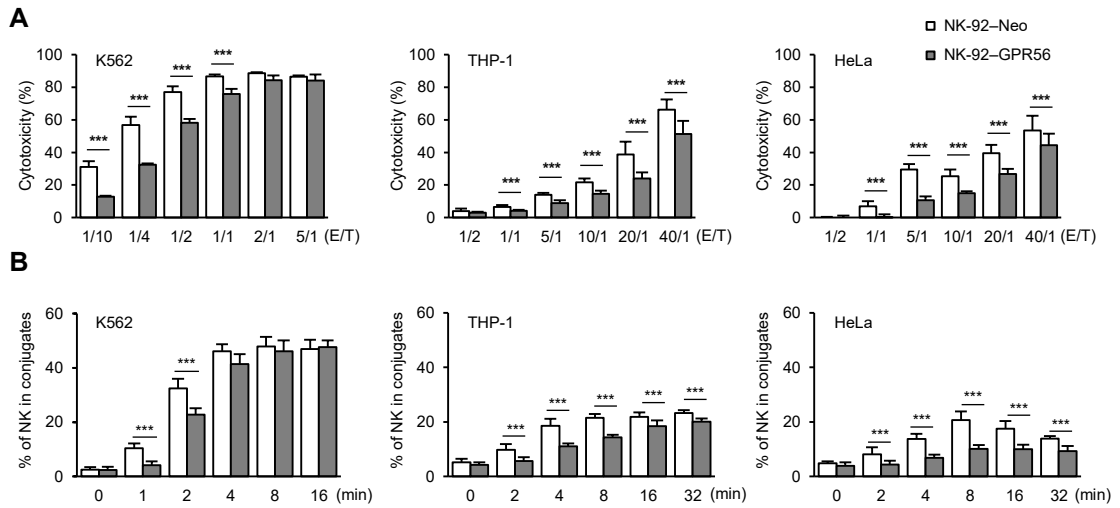 A
NK-92–Neo
NK-92–GPR56
K562
THP-1
HeLa
Cytotoxicity (%)
100
80
60
40
20
0
*** *** *** ***
1/10 1/4 1/2 1/1 2/1 5/1 (E/T)
Cytotoxicity (%)
100
80
60
40
20
0
*** *** *** *** ***
1/2 1/1 5/1 10/1 20/1 40/1 (E/T)
Cytotoxicity (%)
100
80
60
40
20
0
*** *** *** *** ***
1/2 1/1 5/1 10/1 20/1 40/1 (E/T)
B
K562
THP-1
HeLa
% of NK in conjugates
60
40
20
0
*** ***
0 1 2 4 8 16 (min)
% of NK in conjugates
60
40
20
0
*** *** *** *** ***
0 2 4 8 16 32 (min)
% of NK in conjugates
60
40
20
0
*** *** *** *** ***
0 2 4 8 16 32 (min)